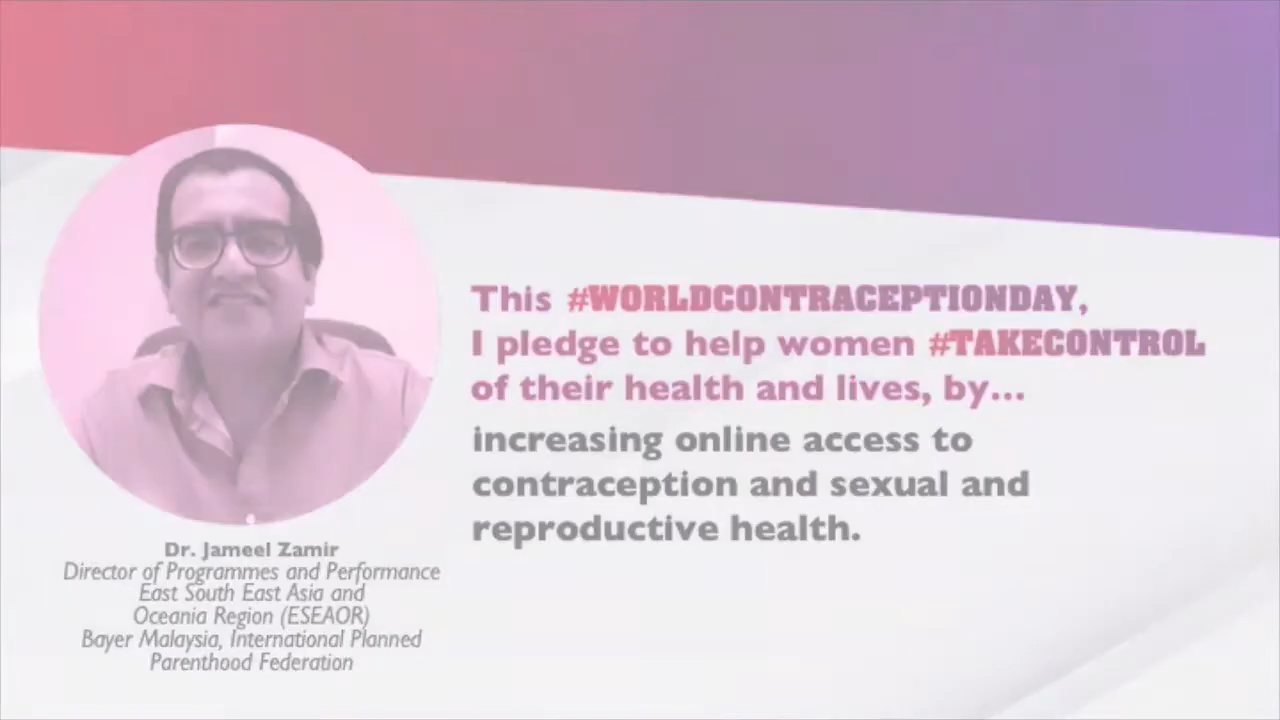 This #WORLDCONTRACEPTIONDAY,
I pledge to help women #TAKECONTROL
of their health and lives, by...
increasing online access to
contraception and sexual and
reproductive health.
Dr. Jameel Zamir
Director of Programmes and Performance
East South East Asia and
Oceania Region (ESEAOR)
Bayer Malaysia, International Planned
Parenthood Federation